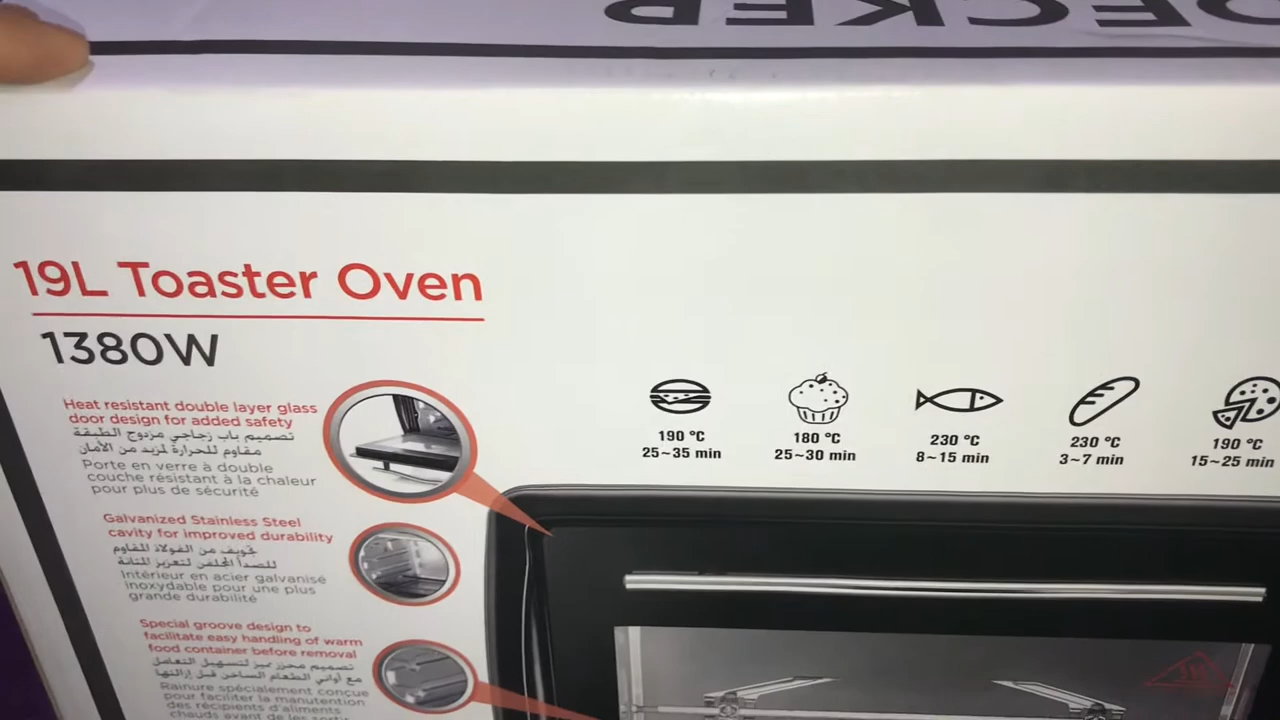 DECKER
19L Toaster Oven
1380W
Heat resistant double layer glass
door design for added safety
تصميم باب زجاجي مزدوج الطبقة
مقاوم للحرارة لمزيد من الأمان
Porte en verre à double
couche résistant à la chaleur
pour plus de sécurité
Galvanized Stainless Steel
cavity for improved durability
تجويف من الفولاذ المقاوم
للصدأ المجلفن لتعزيز المتانة
Intérieur en acier galvanisé
inoxydable pour une plus
grande durabilité
Special groove design to
facilitate easy handling of warm
food container before removal
تصميم محزز مميز لتسهيل التعامل
مع أواني الطعام الساخن قبل إزالتها
Rainure spécialement conçue
pour faciliter la manutention
des récipients d'aliments
chauds avant de les sortir
190 °C
25~35 min
180 °C
25~30 min
230 °C
8~15 min
230 °C
3~7 min
190 °C
15~25 min